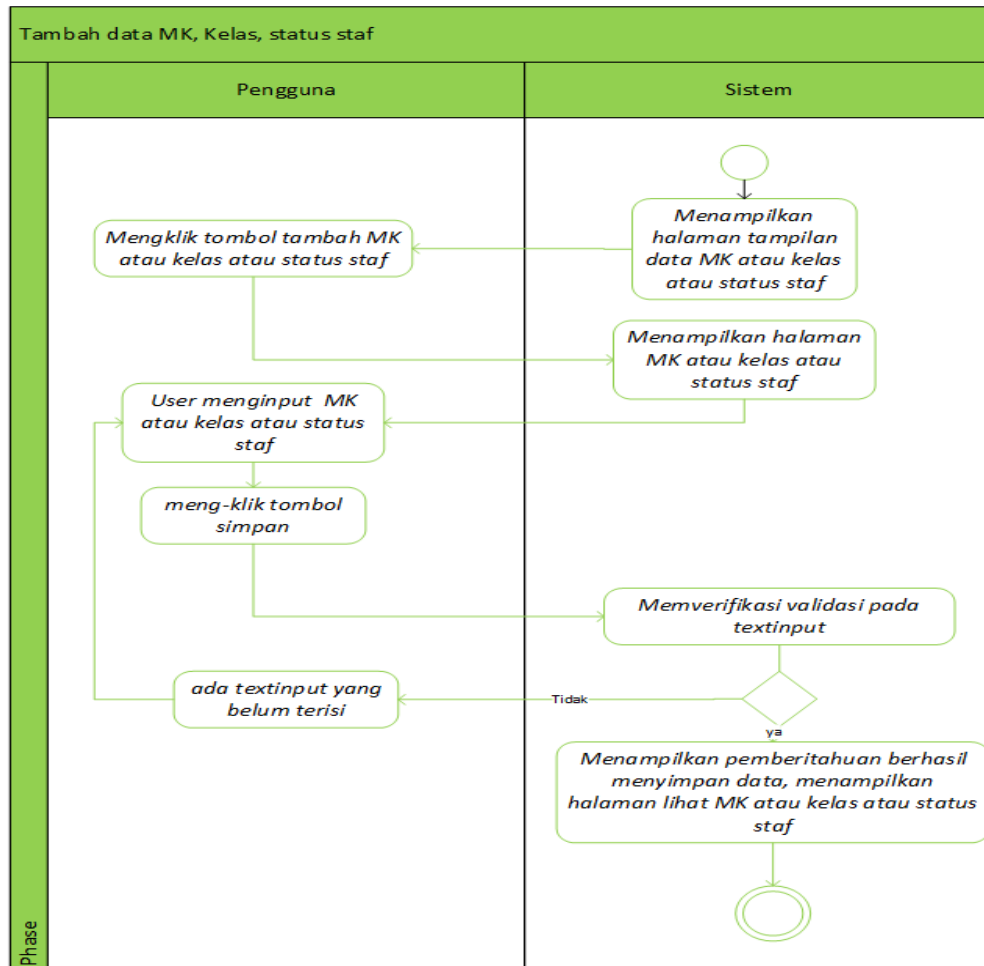 Tambah data MK, Kelas, status staf
Pengguna
Sistem
Menampilkan
halaman tampilan
data MK atau kelas
atau status staf
Mengklik tombol tambah MK
atau kelas atau status staf
Menampilkan halaman
MK atau kelas atau
status staf
User menginput MK
atau kelas atau status
staf
meng-klik tombol
simpan
Memverifikasi validasi pada
textinput
Tidak
ada textinput yang
belum terisi
ya
Menampilkan pemberitahuan berhasil
menyimpan data, menampilkan
halaman lihat MK atau kelas atau status
staf
Phase